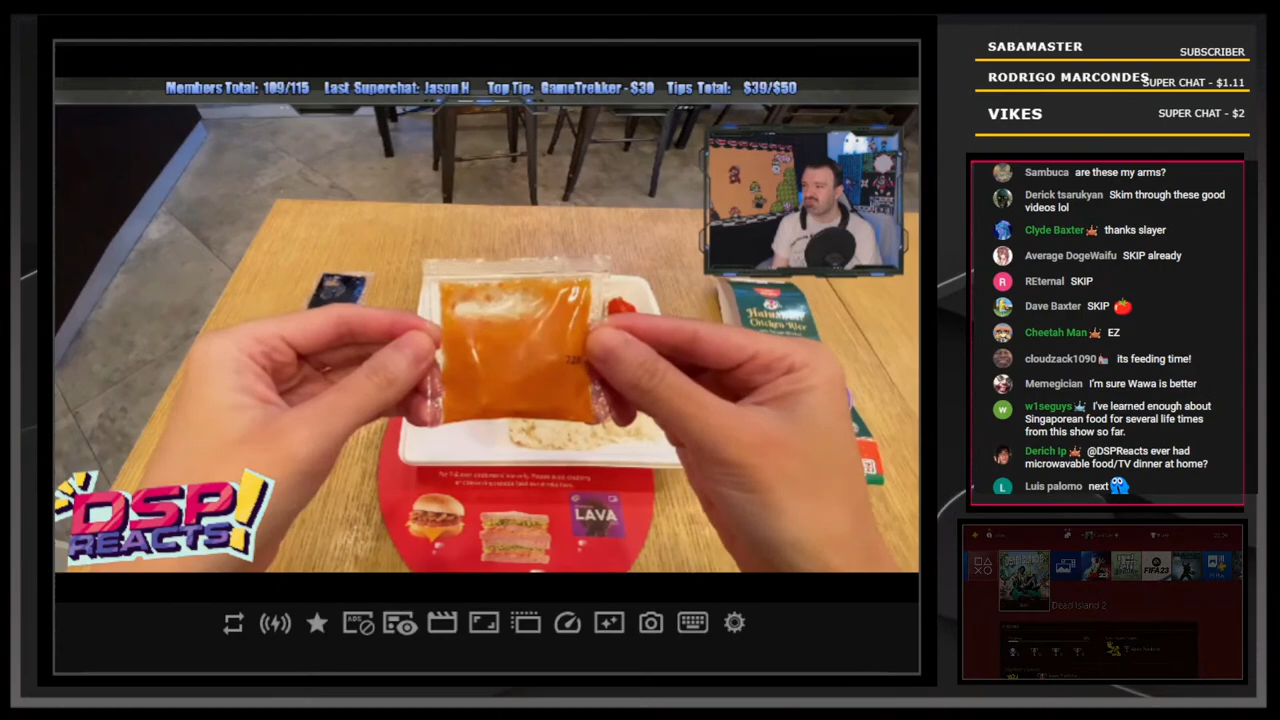 Members Total: 109/115 Last Superchat: Jason H Top Tip: GameTrekker - $30 Tips Total: $39/$50
Hainanese
Chicken Rice
228
LAVA
DSP
REACTS!
ADS
SABAMASTER SUBSCRIBER
RODRIGO MARCONDES SUPER CHAT - $1.11
VIKES SUPER CHAT - $2
Sambuca are these my arms?
Derick tsarukyan Skim through these good
videos lol
Clyde Baxter thanks slayer
Average DogeWaifu SKIP already
REternal SKIP
Dave Baxter SKIP
Cheetah Man EZ
cloudzack1090 its feeding time!
Memegician I'm sure Wawa is better
w1seguys I've learned enough about
Singaporean food for several life times
from this show so far.
Derich Ip @DSPReacts ever had
microwavable food/TV dinner at home?
Luis palomo next
FIFA23
Dead Island 2